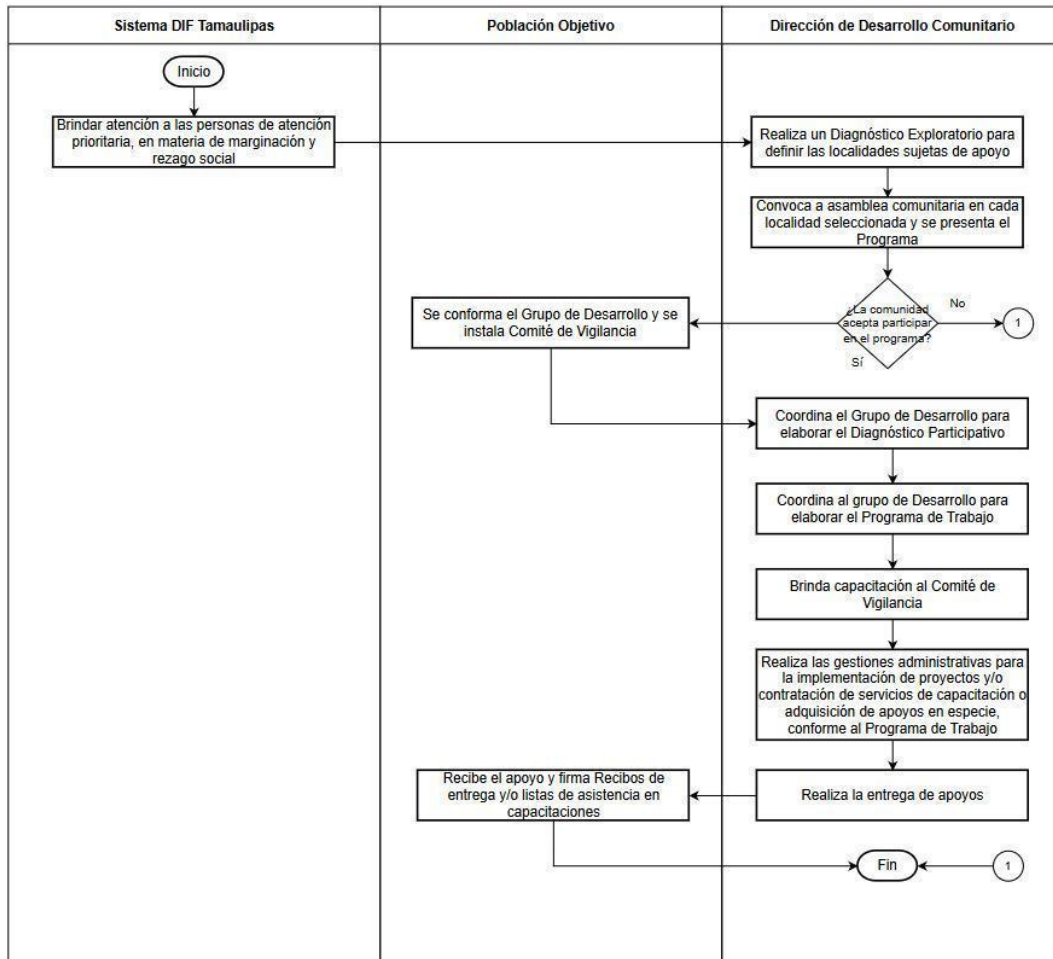 Sistema DIF Tamaulipas
Población Objetivo
Dirección de Desarrollo Comunitario
Inicio
Brindar atención a las personas de atención
prioritaria, en materia de marginación y
rezago social
Realiza un Diagnóstico Exploratorio para
definir las localidades sujetas de apoyo
Convoca a asamblea comunitaria en cada
localidad seleccionada y se presenta el
Programa
¿La comunidad
acepta participar
en el programa?
No
1
Sí
Se conforma el Grupo de Desarrollo y se
instala Comité de Vigilancia
Coordina el Grupo de Desarrollo para
elaborar el Diagnóstico Participativo
Coordina al grupo de Desarrollo para
elaborar el Programa de Trabajo
Brinda capacitación al Comité de
Vigilancia
Realiza las gestiones administrativas para
la implementación de proyectos y/o
contratación de servicios de capacitación o
adquisición de apoyos en especie,
conforme al Programa de Trabajo
Realiza la entrega de apoyos
Recibe el apoyo y firma Recibos de
entrega y/o listas de asistencia en
capacitaciones
Fin
1